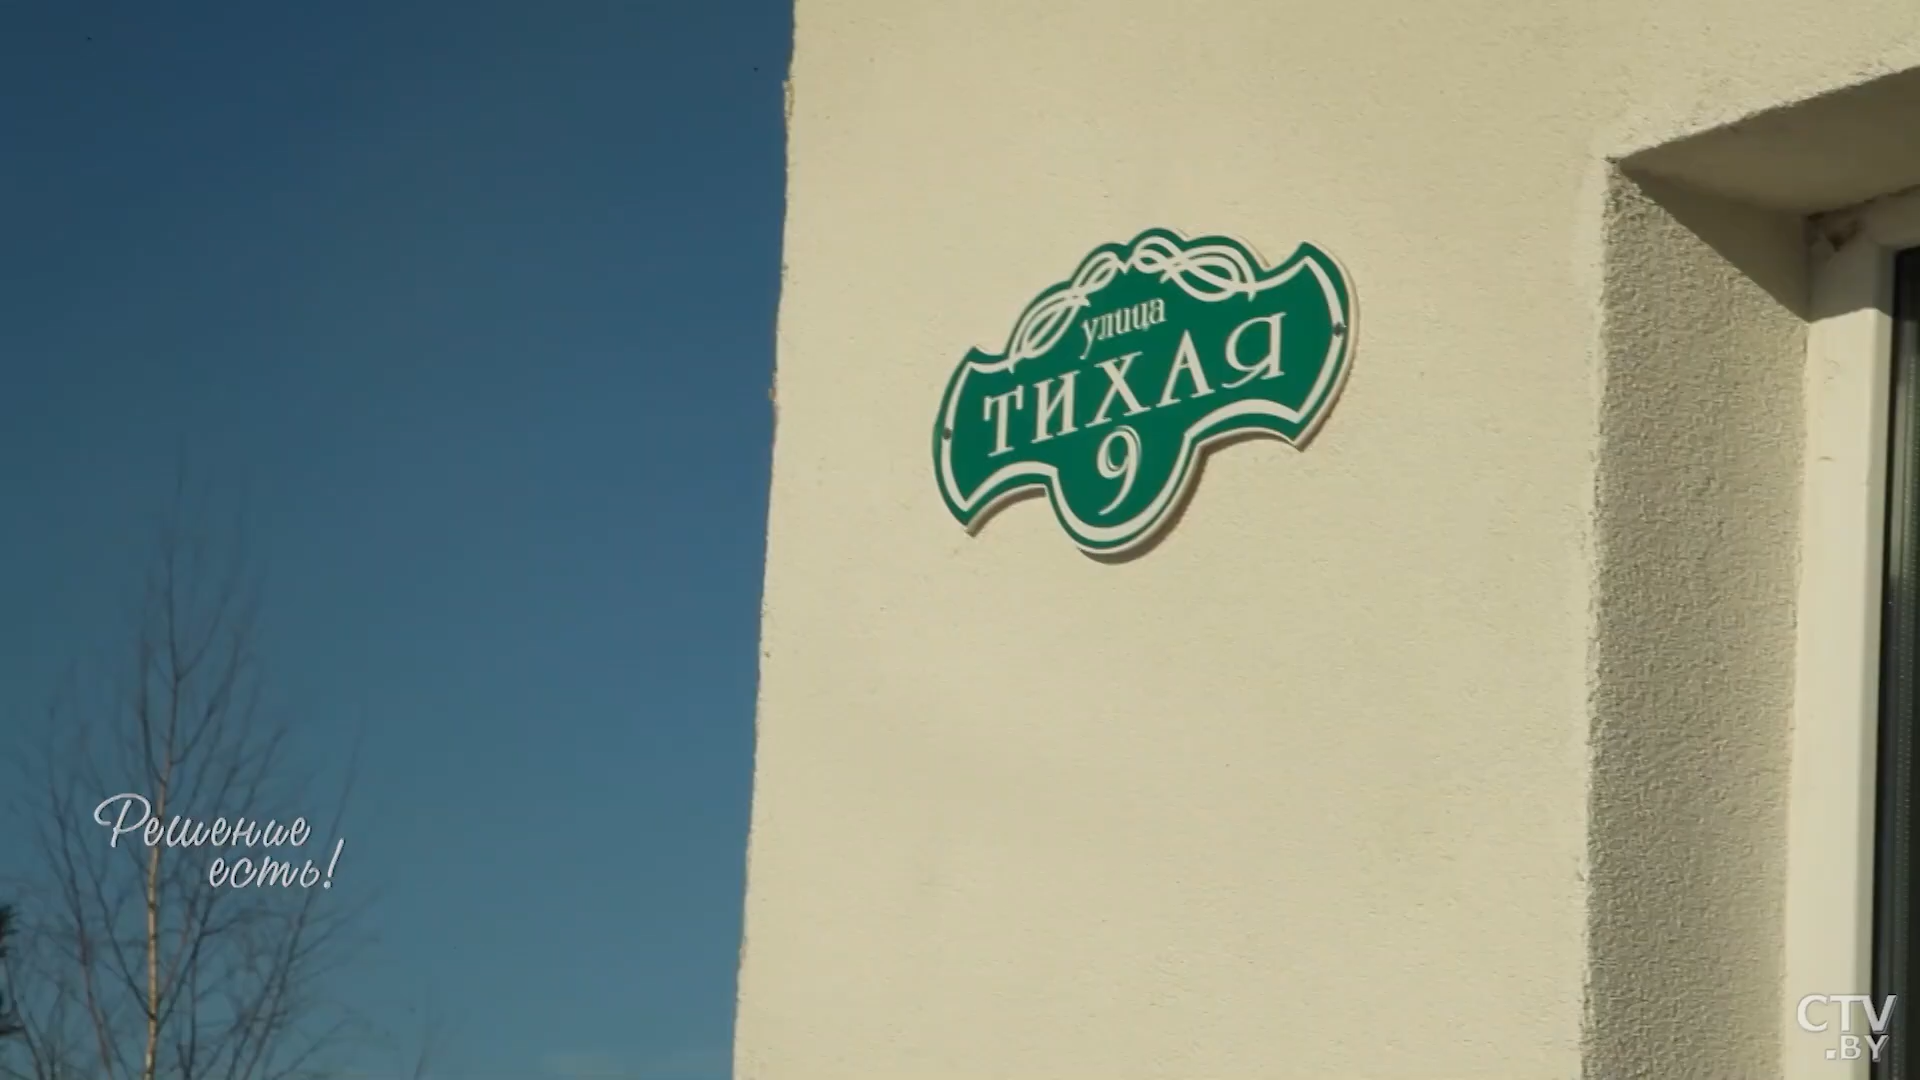 улица
ТИХАЯ
9
Решение
есть!
CTV
.BY